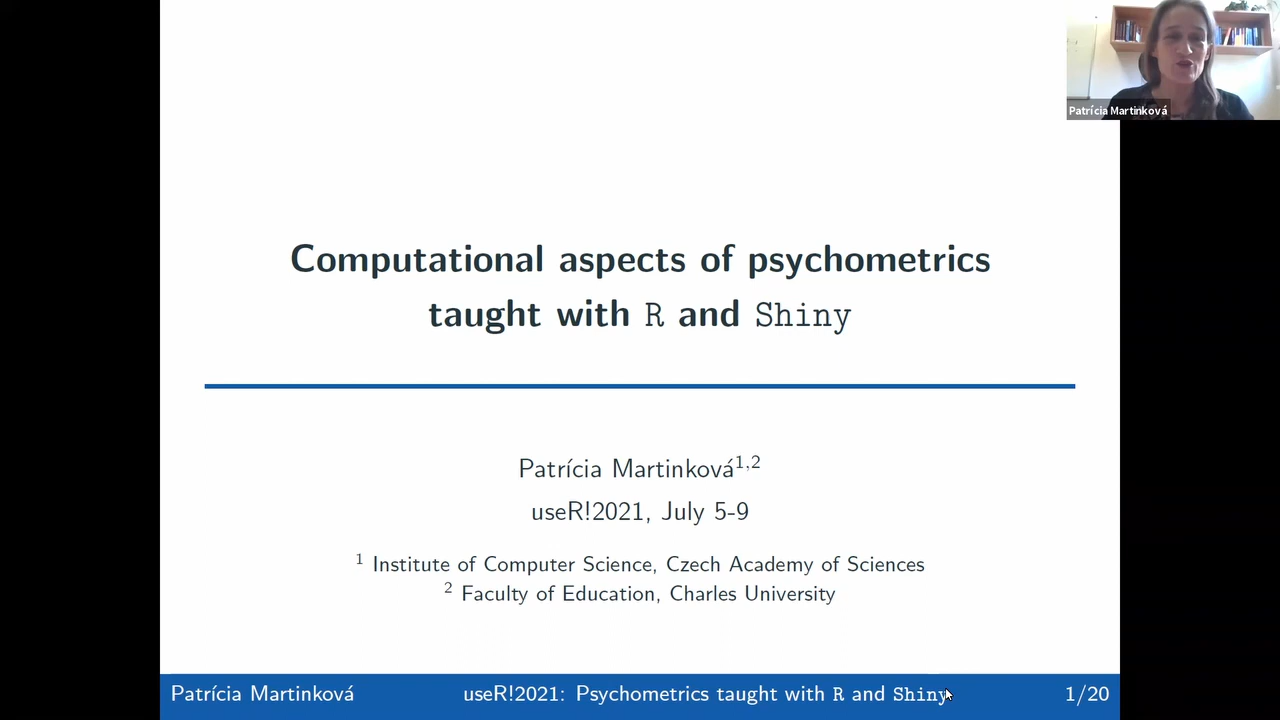 Patrícia Martinková
Computational aspects of psychometrics
taught with R and Shiny
Patrícia Martinková1,2
useR!2021, July 5-9
1 Institute of Computer Science, Czech Academy of Sciences
2 Faculty of Education, Charles University
Patrícia Martinková useR!2021: Psychometrics taught with R and Shiny 1/20